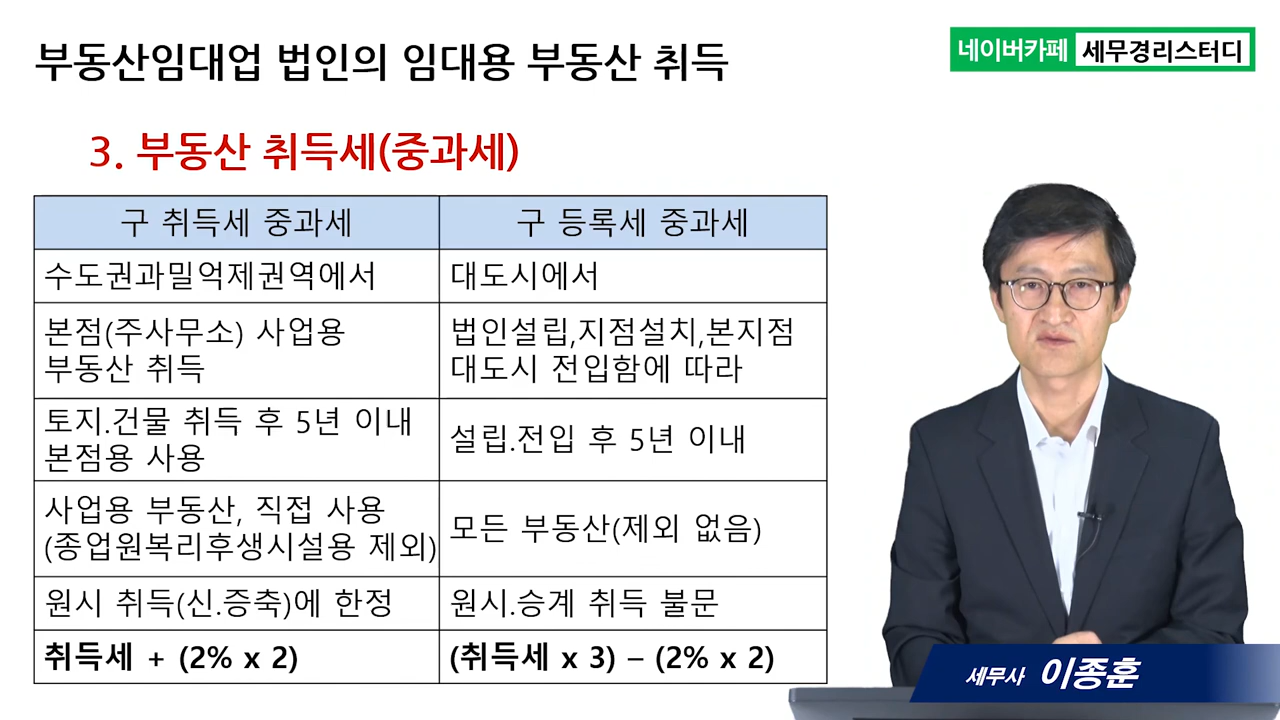 부동산임대업 법인의 임대용 부동산 취득
네이버카페 세무경리스터디
3. 부동산 취득세(중과세)
구 취득세 중과세
구 등록세 중과세
수도권과밀억제권역에서
대도시에서
본점(주사무소) 사업용
부동산 취득
법인설립,지점설치,본지점
대도시 전입함에 따라
토지.건물 취득 후 5년 이내
본점용 사용
설립.전입 후 5년 이내
사업용 부동산, 직접 사용
(종업원복리후생시설용 제외)
모든 부동산(제외 없음)
원시 취득(신.증축)에 한정
원시.승계 취득 불문
취득세 + (2% x 2)
(취득세 x 3) – (2% x 2)
세무사 이종훈